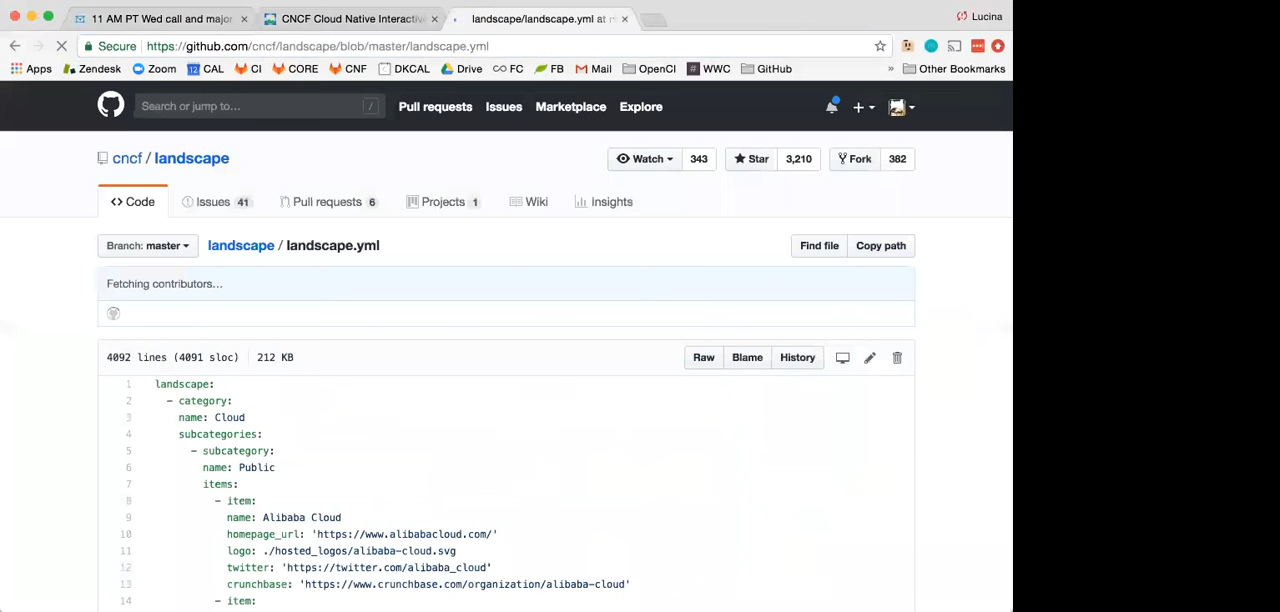 11 AM PT Wed call and major
CNCF Cloud Native Interactive
landscape/landscape.yml at m
Lucina
Secure https://github.com/cncf/landscape/blob/master/landscape.yml
Apps Zendesk Zoom CAL CI CORE CNF DKCAL Drive FC FB Mail OpenCI WWC GitHub » Other Bookmarks
Search or jump to… / Pull requests Issues Marketplace Explore
cncf / landscape
Watch 343 Star 3,210 Fork 382
<> Code Issues 41 Pull requests 6 Projects 1 Wiki Insights
Branch: master landscape / landscape.yml Find file Copy path
Fetching contributors…
4092 lines (4091 sloc) 212 KB Raw Blame History
1 landscape:
2 - category:
3 name: Cloud
4 subcategories:
5 - subcategory:
6 name: Public
7 items:
8 - item:
9 name: Alibaba Cloud
10 homepage_url: 'https://www.alibabacloud.com/'
11 logo: ./hosted_logos/alibaba-cloud.svg
12 twitter: 'https://twitter.com/alibaba_cloud'
13 crunchbase: 'https://www.crunchbase.com/organization/alibaba-cloud'
14 - item: